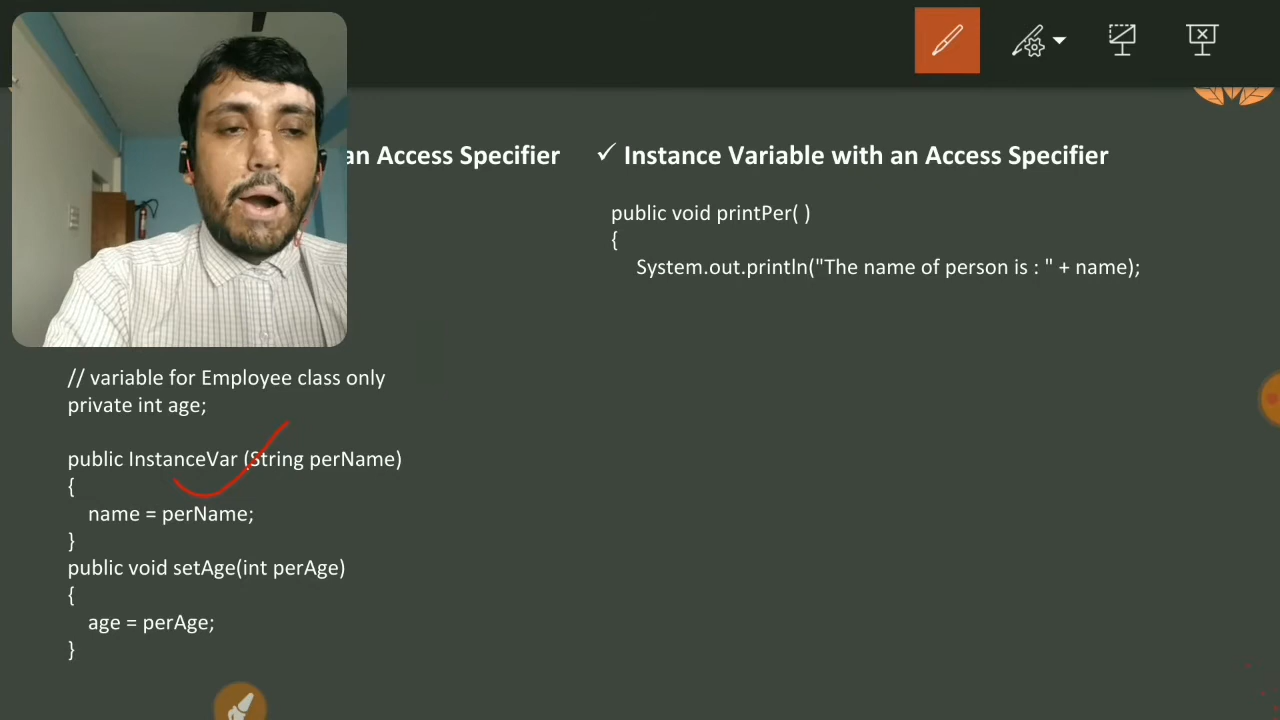 an Access Specifier
// variable for Employee class only
private int age;
public InstanceVar (String perName)
{
name = perName;
}
public void setAge(int perAge)
{
age = perAge;
}
✓ Instance Variable with an Access Specifier
public void printPer( )
{
System.out.println("The name of person is : " + name);